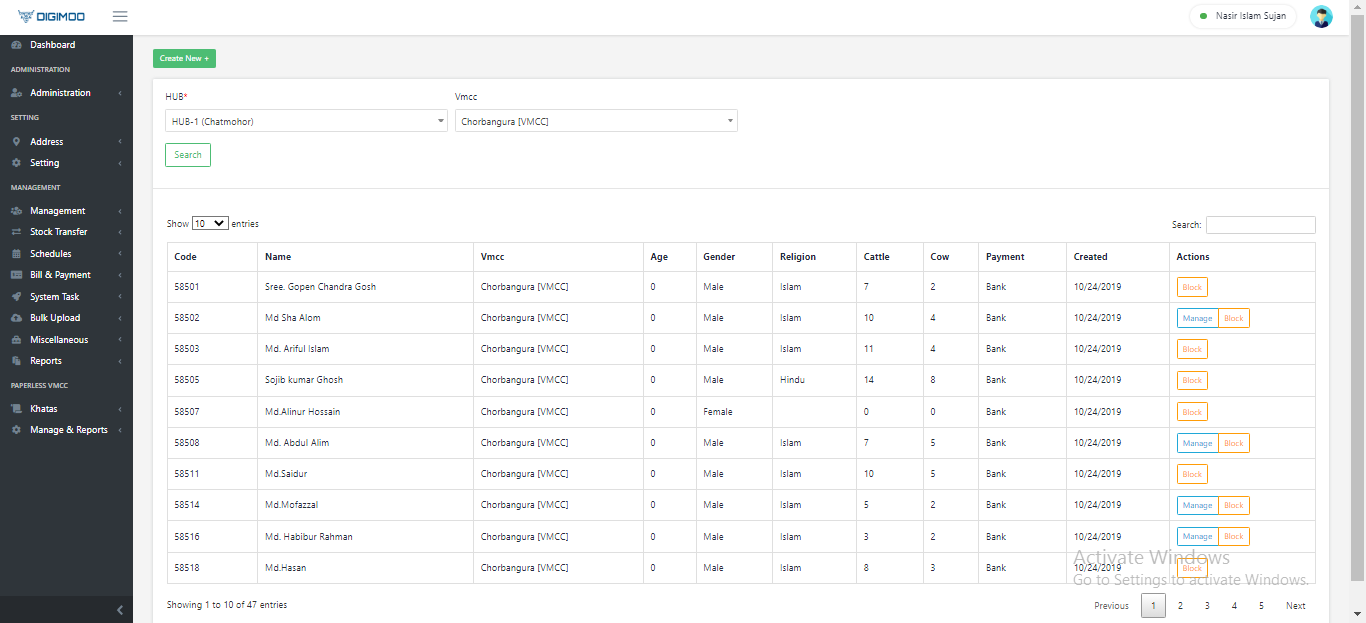 DIGIMOO
Nasir Islam Sujan
Dashboard
ADMINISTRATION
Administration
SETTING
Address
Setting
MANAGEMENT
Management
Stock Transfer
Schedules
Bill & Payment
System Task
Bulk Upload
Miscellaneous
Reports
PAPERLESS VMCC
Khatas
Manage & Reports
Create New +
HUB* Vmcc
HUB-1 (Chatmohor) Chorbangura [VMCC]
Search
Show 10 entries Search:
Code Name Vmcc Age Gender Religion Cattle Cow Payment Created Actions
58501 Sree. Gopen Chandra Gosh Chorbangura [VMCC] 0 Male Islam 7 2 Bank 10/24/2019 Block
58502 Md Sha Alom Chorbangura [VMCC] 0 Male Islam 10 4 Bank 10/24/2019 Manage Block
58503 Md. Ariful Islam Chorbangura [VMCC] 0 Male Islam 11 4 Bank 10/24/2019 Block
58505 Sojib kumar Ghosh Chorbangura [VMCC] 0 Male Hindu 14 8 Bank 10/24/2019 Block
58507 Md.Alinur Hossain Chorbangura [VMCC] 0 Female 0 0 Bank 10/24/2019 Block
58508 Md. Abdul Alim Chorbangura [VMCC] 0 Male Islam 7 5 Bank 10/24/2019 Manage Block
58511 Md.Saidur Chorbangura [VMCC] 0 Male Islam 10 5 Bank 10/24/2019 Block
58514 Md.Mofazzal Chorbangura [VMCC] 0 Male Islam 5 2 Bank 10/24/2019 Manage Block
58516 Md. Habibur Rahman Chorbangura [VMCC] 0 Male Islam 3 2 Bank 10/24/2019 Manage Block
58518 Md.Hasan Chorbangura [VMCC] 0 Male Islam 8 3 Bank 10/24/2019 Block
Activate Windows
Go to Settings to activate Windows.
Showing 1 to 10 of 47 entries Previous 1 2 3 4 5 Next